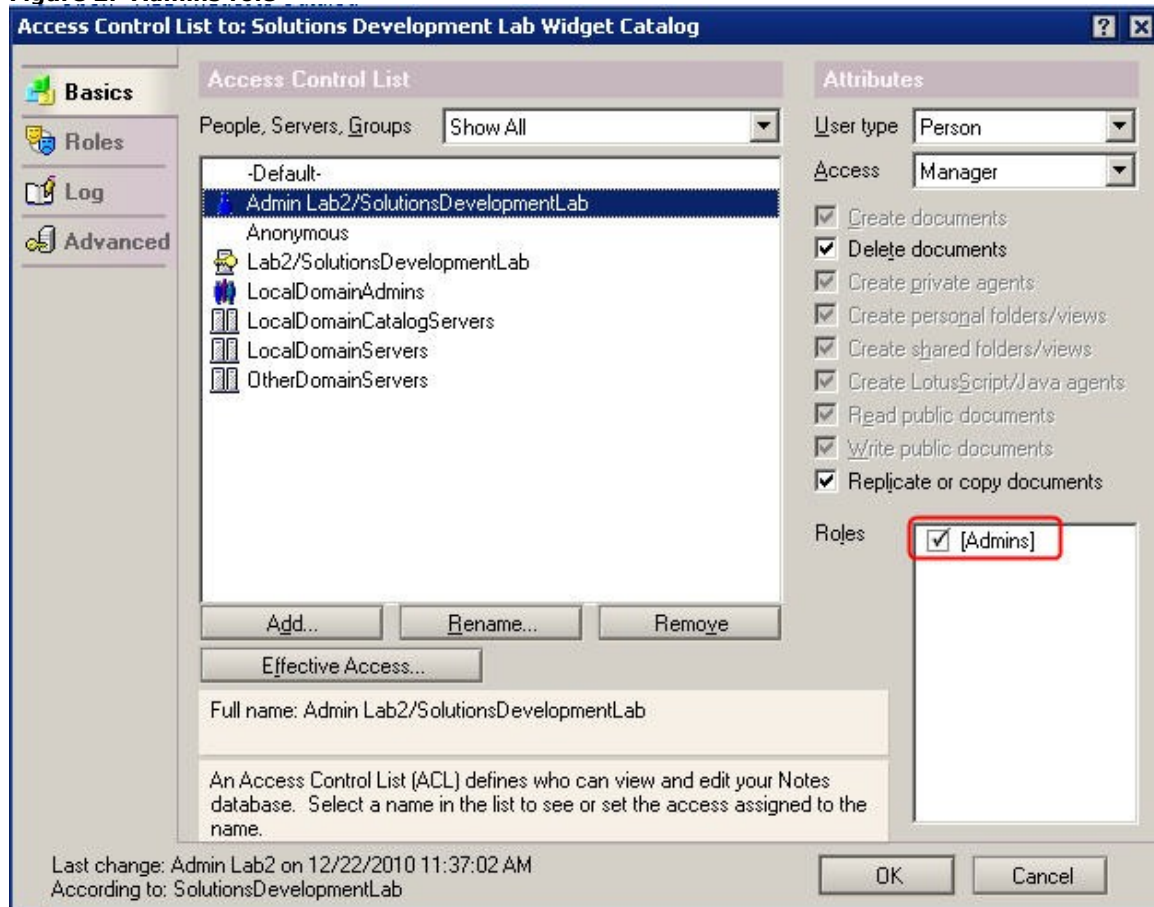 Figure 2. Admins role
Access Control List to: Solutions Development Lab Widget Catalog
Basics
Roles
Log
Advanced
Access Control List
People, Servers, Groups
Show All
-Default-
Admin Lab2/SolutionsDevelopmentLab
Anonymous
Lab2/SolutionsDevelopmentLab
LocalDomainAdmins
LocalDomainCatalogServers
LocalDomainServers
OtherDomainServers
Add...
Rename...
Remove
Effective Access...
Full name: Admin Lab2/SolutionsDevelopmentLab
An Access Control List (ACL) defines who can view and edit your Notes
database. Select a name in the list to see or set the access assigned to the
name.
Attributes
User type
Person
Access
Manager
Create documents
Delete documents
Create private agents
Create personal folders/views
Create shared folders/views
Create LotusScript/Java agents
Read public documents
Write public documents
Replicate or copy documents
Roles
[Admins]
Last change: Admin Lab2 on 12/22/2010 11:37:02 AM
According to: SolutionsDevelopmentLab
OK
Cancel